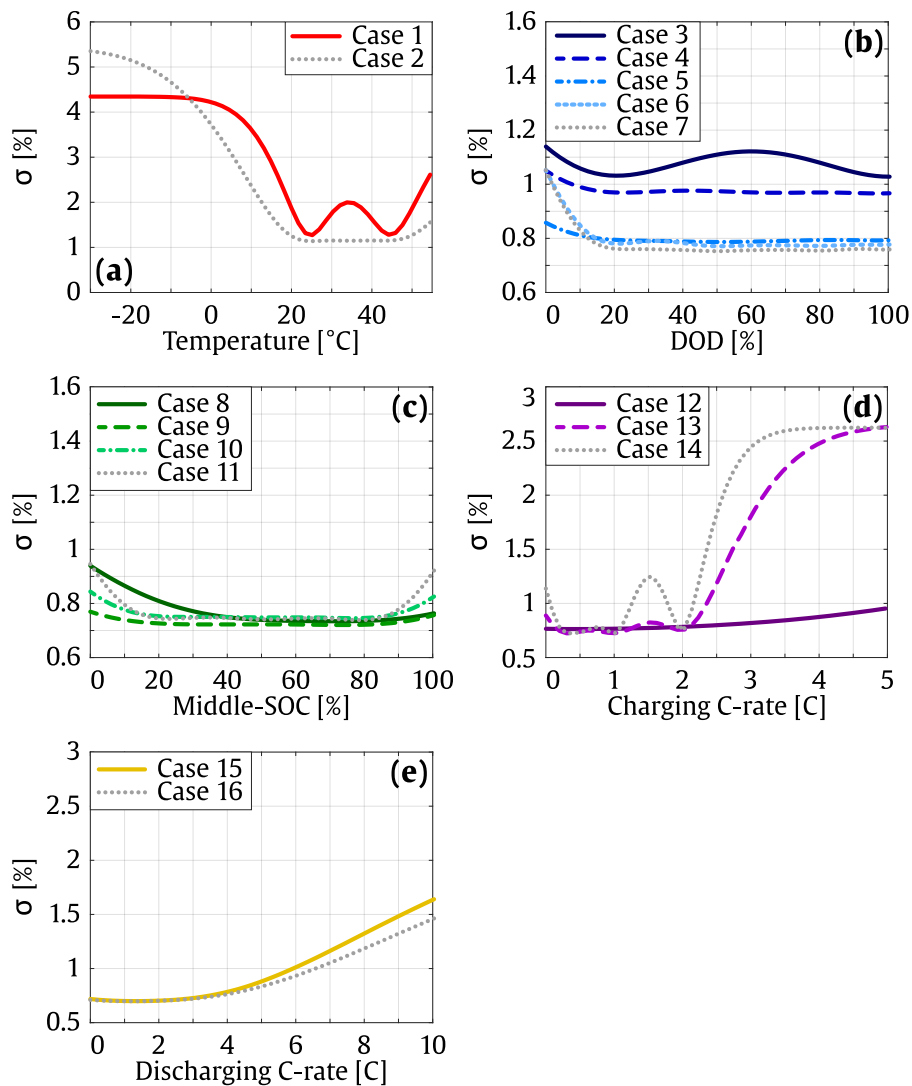 6
5
4
3
2
1
0
σ [%]
Case 1
Case 2
(a)
-20 0 20 40
Temperature [°C]
1.6
1.4
1.2
1
0.8
0.6
σ [%]
Case 3
Case 4
Case 5
Case 6
Case 7
(b)
0 20 40 60 80 100
DOD [%]
1.6
1.4
1.2
1
0.8
0.6
σ [%]
Case 8
Case 9
Case 10
Case 11
(c)
0 20 40 60 80 100
Middle-SOC [%]
3
2.5
2
1.5
1
0.5
σ [%]
Case 12
Case 13
Case 14
(d)
0 1 2 3 4 5
Charging C-rate [C]
3
2.5
2
1.5
1
0.5
σ [%]
Case 15
Case 16
(e)
0 2 4 6 8 10
Discharging C-rate [C]